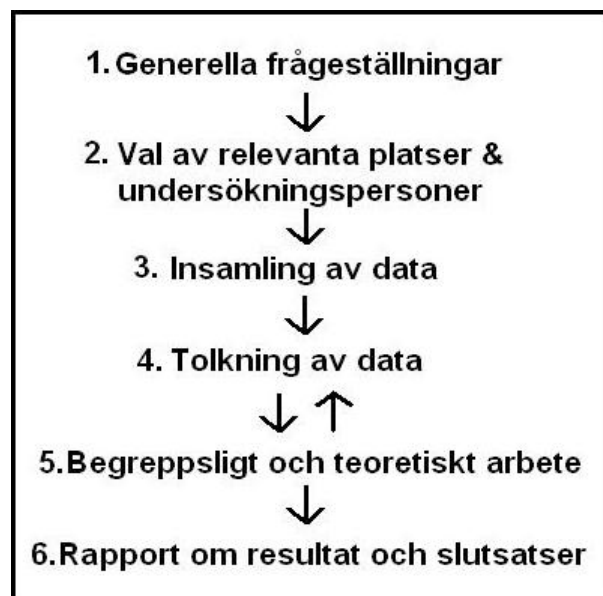 1. Generella frågeställningar
2. Val av relevanta platser &
undersökningspersoner
3. Insamling av data
4. Tolkning av data
5.Begreppsligt och teoretiskt arbete
6.Rapport om resultat och slutsatser